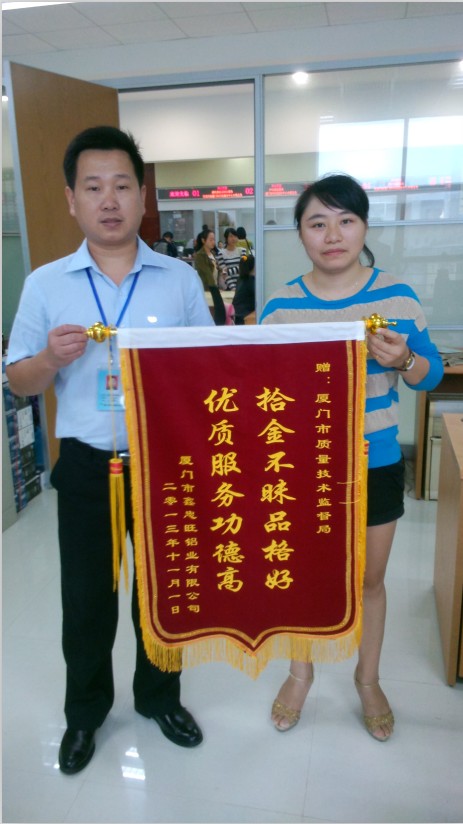 赠：厦门市质量技术监督局
拾金不昧品格好
优质服务功德高
厦门市鑫忠旺铝业有限公司
二零一三年十一月一日